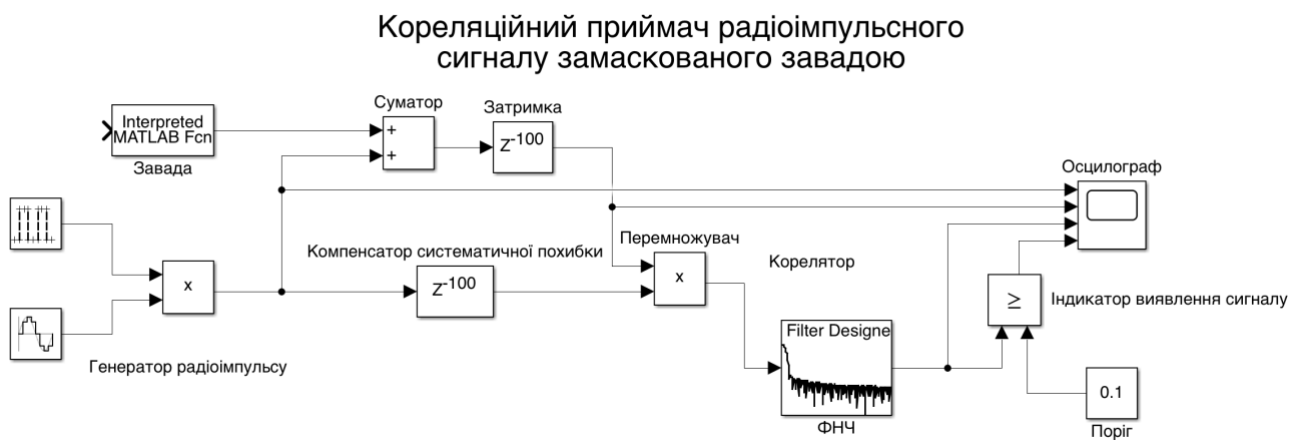 Кореляційний приймач радіоімпульсного
сигналу замаскованого завадою
Interpreted
MATLAB Fcn
Завада
Суматор
+
+
Затримка
Z-100
Осцилограф
x
Генератор радіоімпульсу
Компенсатор систематичної похибки
Z-100
Перемножувач
x
Корелятор
Filter Designe
ФНЧ
≥
Індикатор виявлення сигналу
0.1
Поріг